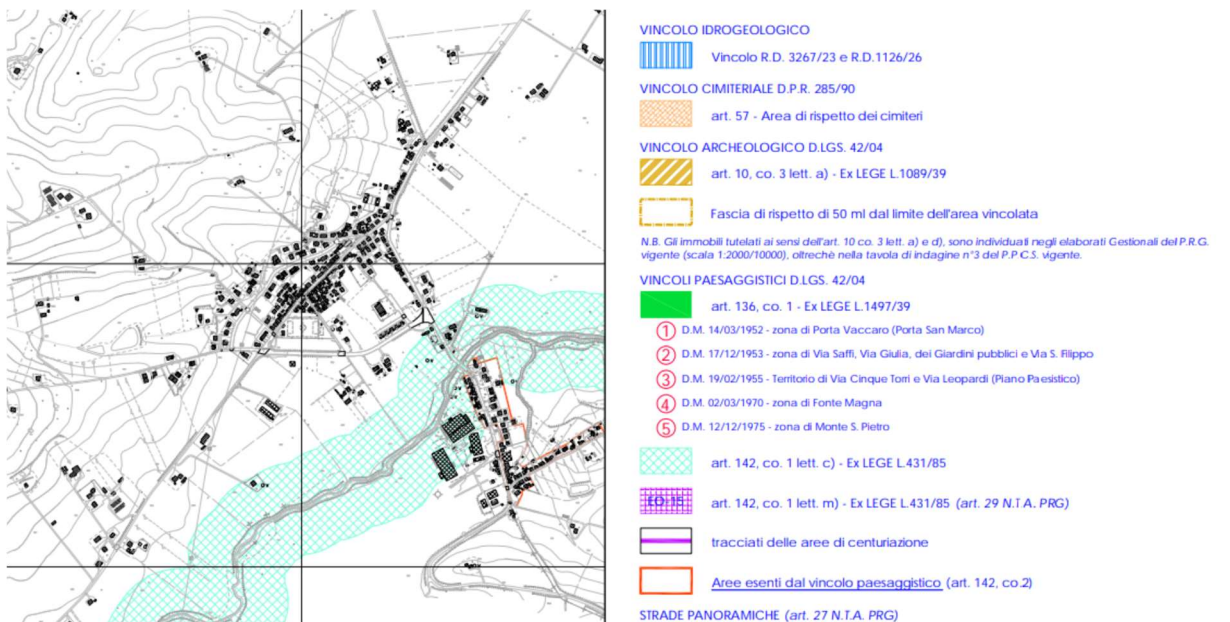 VINCOLO IDROGEOLOGICO
Vincolo R.D. 3267/23 e R.D.1126/26
VINCOLO CIMITERIALE D.P.R. 285/90
art. 57 - Area di rispetto dei cimiteri
VINCOLO ARCHEOLOGICO D.LGS. 42/04
art. 10, co. 3 lett. a) - Ex LEGE L.1089/39
Fascia di rispetto di 50 ml dal limite dell'area vincolata
N.B. Gli immobili tutelati ai sensi dell'art. 10 co. 3 lett. a) e d), sono individuati negli elaborati Gestionali del P.R.G.
vigente (scala 1:2000/10000), oltrechè nella tavola di indagine n°3 del P.P.C.S. vigente.
VINCOLI PAESAGGISTICI D.LGS. 42/04
art. 136, co. 1 - Ex LEGE L.1497/39
1 D.M. 14/03/1952 - zona di Porta Vaccaro (Porta San Marco)
2 D.M. 17/12/1953 - zona di Via Saffi, Via Giulia, dei Giardini pubblici e Via S. Filippo
3 D.M. 19/02/1955 - Territorio di Via Cinque Torri e Via Leopardi (Piano Paesistico)
4 D.M. 02/03/1970 - zona di Fonte Magna
5 D.M. 12/12/1975 - zona di Monte S. Pietro
art. 142, co. 1 lett. c) - Ex LEGE L.431/85
EO-15 art. 142, co. 1 lett. m) - Ex LEGE L.431/85 (art. 29 N.T.A. PRG)
tracciati delle aree di centuriazione
Aree esenti dal vincolo paesaggistico (art. 142, co.2)
STRADE PANORAMICHE (art. 27 N.T.A. PRG)